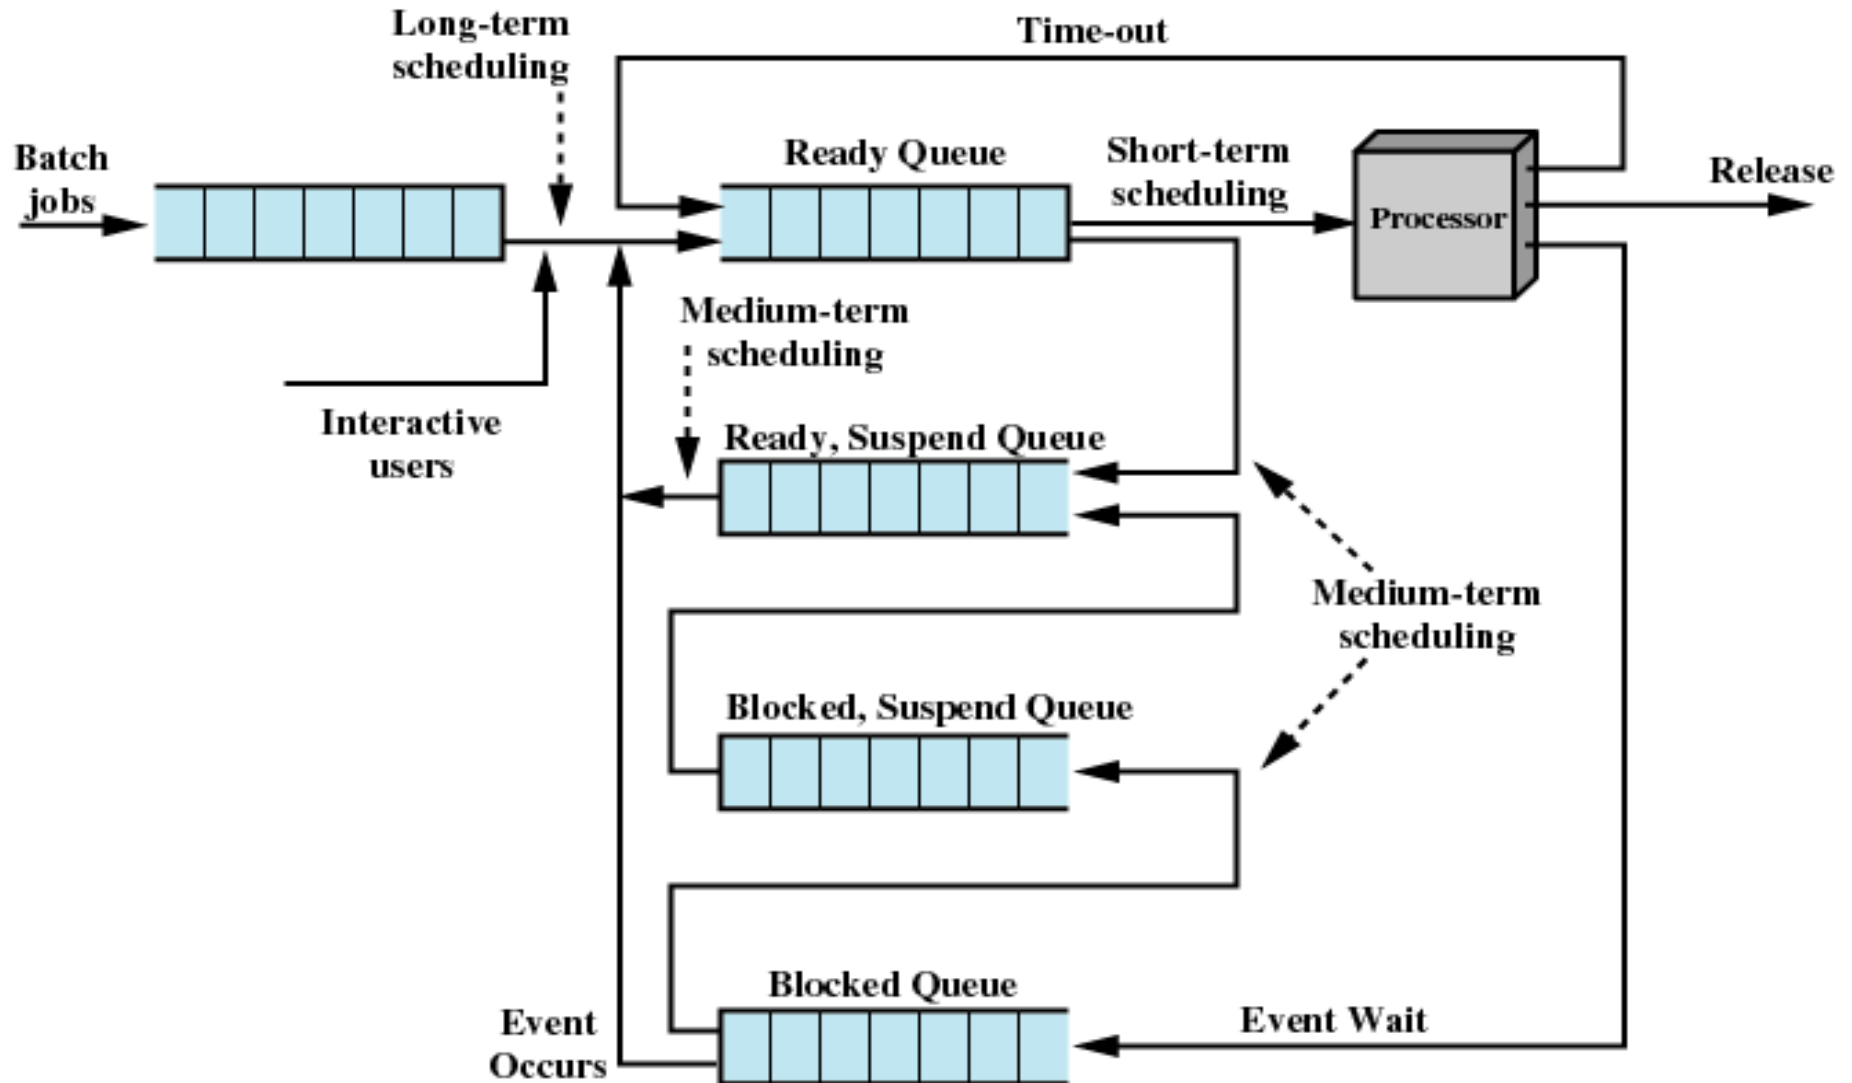 Long-term
scheduling
Time-out
Batch
jobs
Ready Queue
Short-term
scheduling
Processor
Release
Medium-term
scheduling
Interactive
users
Ready, Suspend Queue
Medium-term
scheduling
Blocked, Suspend Queue
Blocked Queue
Event
Occurs
Event Wait